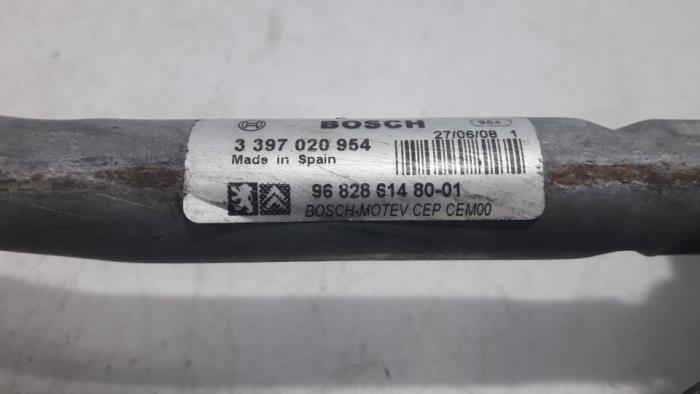 BOSCH 964
27/06/08 1
3 397 020 954
Made in Spain
96 828 614 80-01
BOSCH-MOTEV CEP CEM00